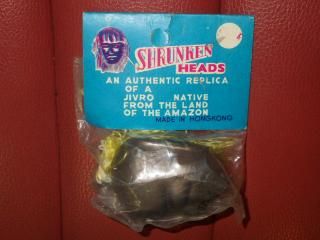 SHRUNKEN
HEADS
AN AUTHENTIC REPLICA
OF A
JIVRO NATIVE
FROM THE LAND
OF THE AMAZON
MADE IN HONGKONG